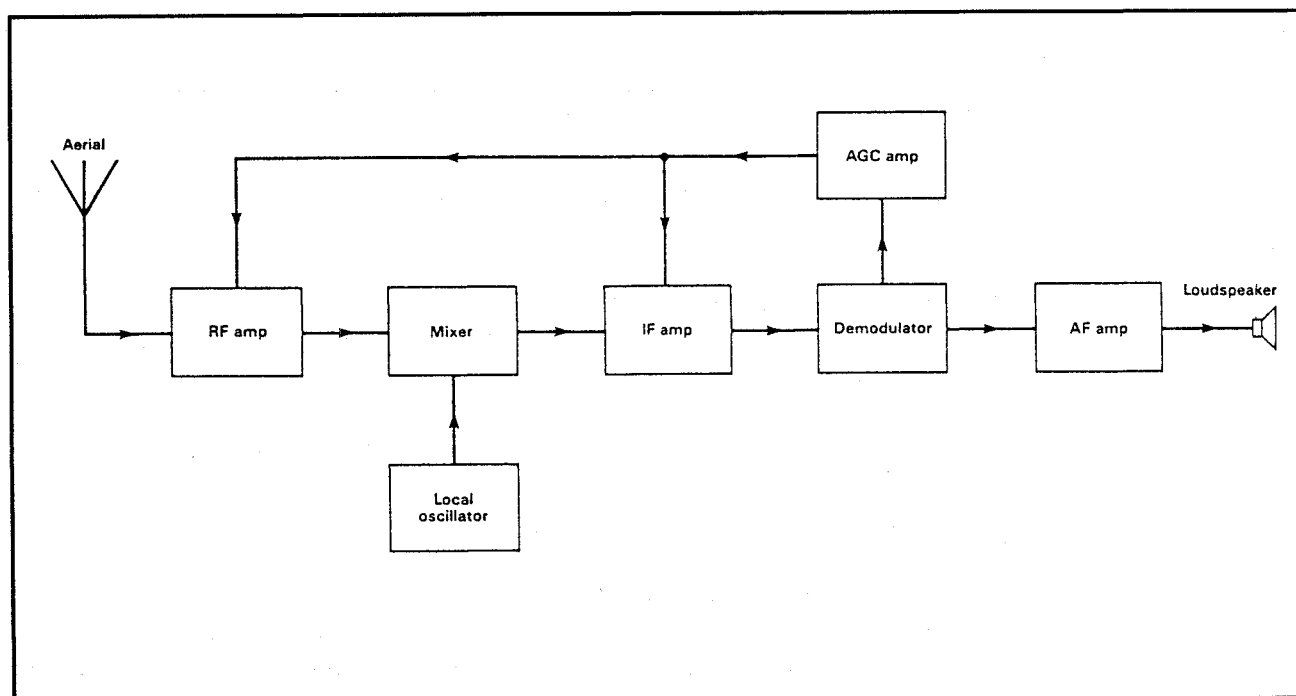 Aerial
AGC amp
RF amp
Mixer
IF amp
Demodulator
AF amp
Loudspeaker
Local
oscillator